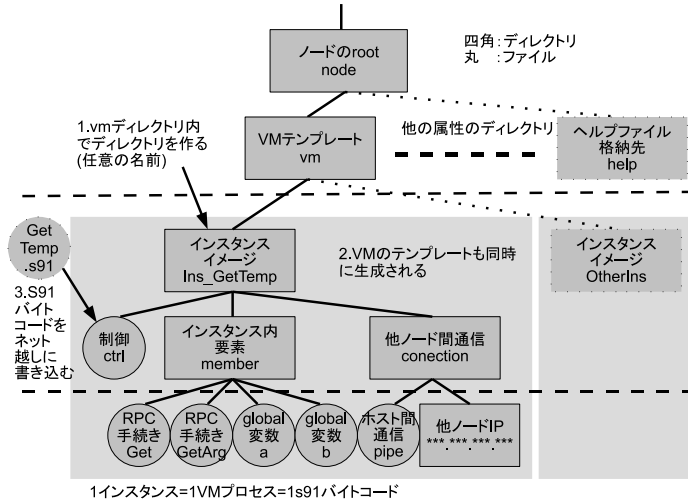 ノードのroot
node
四角:ディレクトリ
丸　:ファイル
1.vmディレクトリ内
でディレクトリを作る
(任意の名前)
VMテンプレート
vm
他の属性のディレクトリ
ヘルプファイル
格納先
help
Get
Temp
.s91
インスタンス
イメージ
Ins_GetTemp
2.VMのテンプレートも同時
に生成される
インスタンス
イメージ
OtherIns
3.S91
バイト
コードを
ネット
越しに
書き込む
制御
ctrl
インスタンス内
要素
member
他ノード間通信
conection
RPC
手続き
Get
RPC
手続き
GetArg
global
変数
a
global
変数
b
ホスト間
通信
pipe
他ノードIP
***.***.***.***
1インスタンス=1VMプロセス=1s91バイトコード